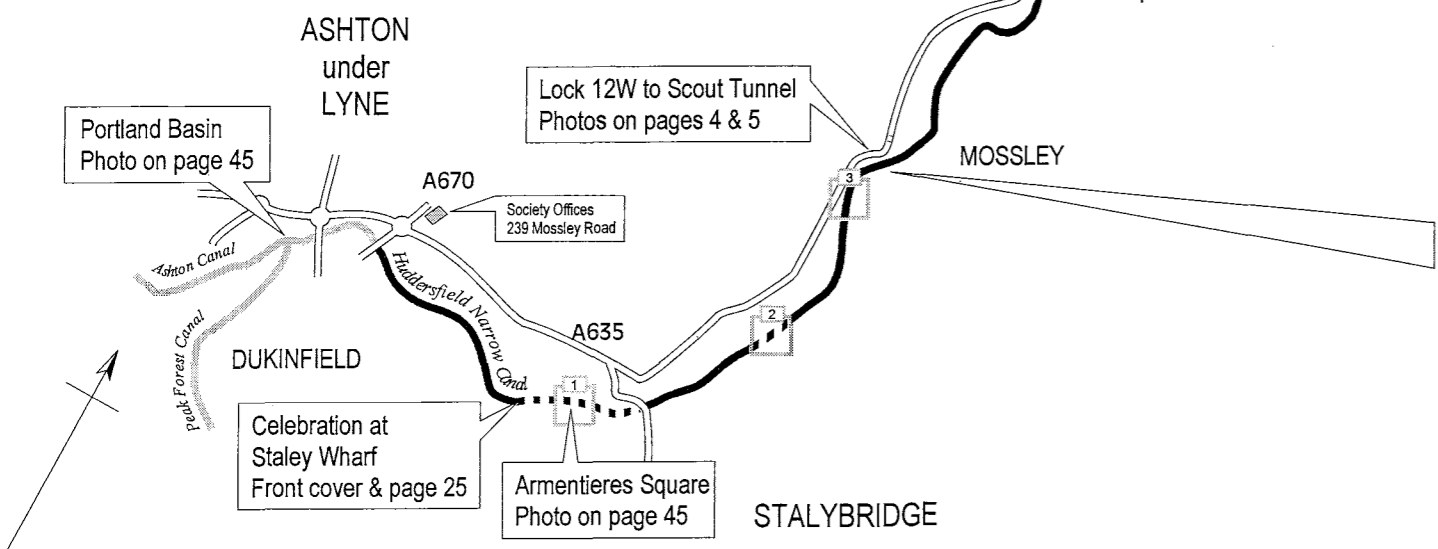 ASHTON
under
LYNE
Portland Basin
Photo on page 45
Lock 12W to Scout Tunnel
Photos on pages 4 & 5
A670
Society Offices
239 Mossley Road
MOSSLEY
3
Ashton Canal
Huddersfield Narrow Canal
Peak Forest Canal
DUKINFIELD
A635
2
1
Celebration at
Staley Wharf
Front cover & page 25
Armentieres Square
Photo on page 45
STALYBRIDGE